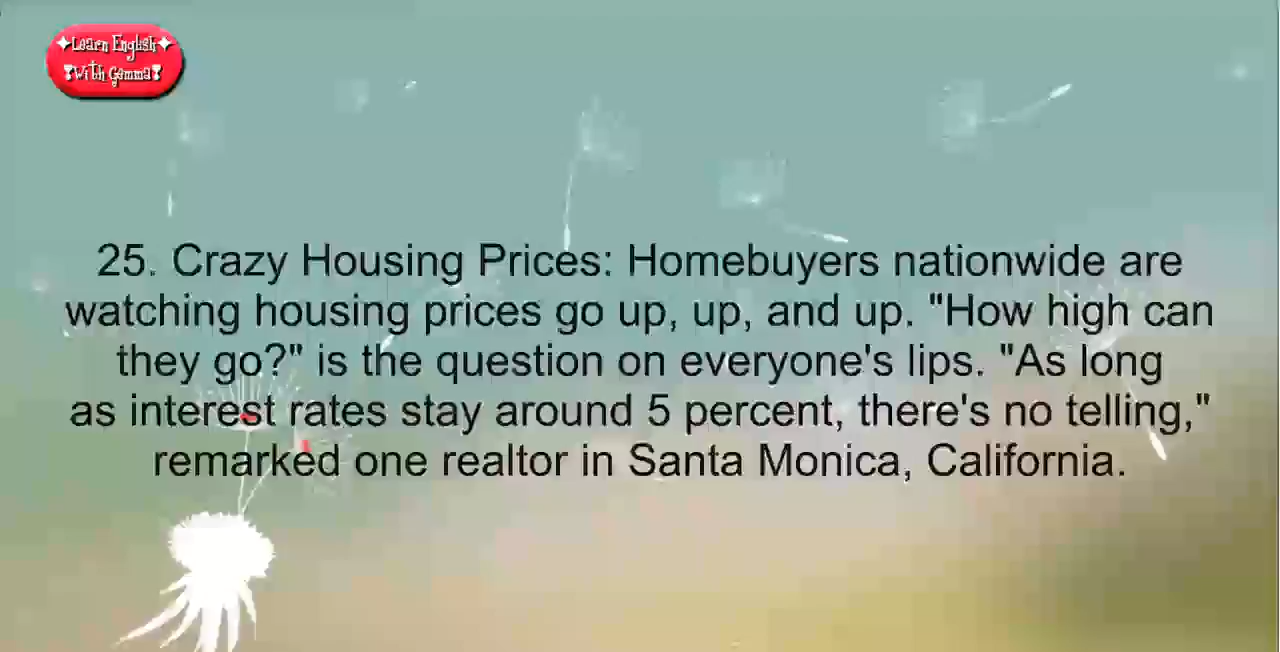 ✦Learn English✦
❣With Gamma❣
25. Crazy Housing Prices: Homebuyers nationwide are
watching housing prices go up, up, and up. "How high can
they go?" is the question on everyone's lips. "As long
as interest rates stay around 5 percent, there's no telling,"
remarked one realtor in Santa Monica, California.